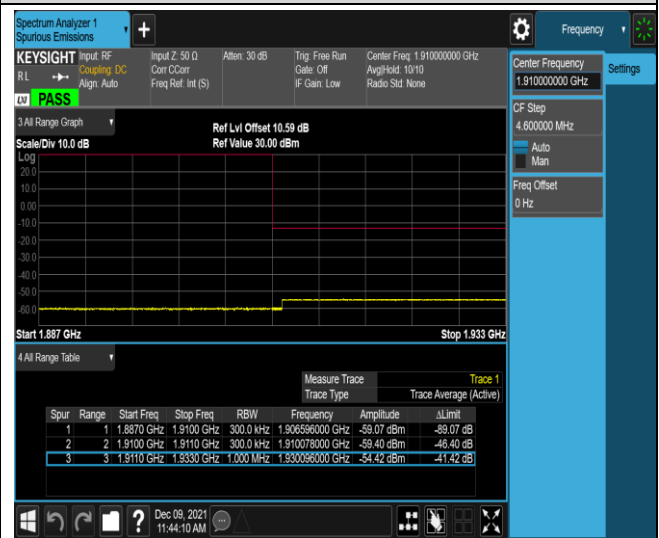 Spectrum Analyzer 1
Spurious Emissions
+
Frequency
KEYSIGHT Input: RF Input Z: 50 Ω Atten: 30 dB Trig: Free Run Center Freq: 1.910000000 GHz
RL Coupling: DC Corr CCorr Gate: Off Avg|Hold: 10/10
Align: Auto Freq Ref: Int (S) IF Gain: Low Radio Std: None
LXI PASS
Center Frequency
1.910000000 GHz
Settings
CF Step
4.600000 MHz
Auto
Man
Freq Offset
0 Hz
3 All Range Graph
Ref Lvl Offset 10.59 dB
Scale/Div 10.0 dB Ref Value 30.00 dBm
Log
20.0
10.0
0.00
-10.0
-20.0
-30.0
-40.0
-50.0
-60.0
Start 1.887 GHz Stop 1.933 GHz
4 All Range Table
Measure Trace Trace 1
Trace Type Trace Average (Active)
Spur Range Start Freq Stop Freq RBW Frequency Amplitude ΔLimit
1 1 1.8870 GHz 1.9100 GHz 300.0 kHz 1.906596000 GHz -59.07 dBm -89.07 dB
2 2 1.9100 GHz 1.9110 GHz 300.0 kHz 1.910078000 GHz -59.40 dBm -46.40 dB
3 3 1.9110 GHz 1.9330 GHz 1.000 MHz 1.930096000 GHz -54.42 dBm -41.42 dB
? Dec 09, 2021
11:44:10 AM